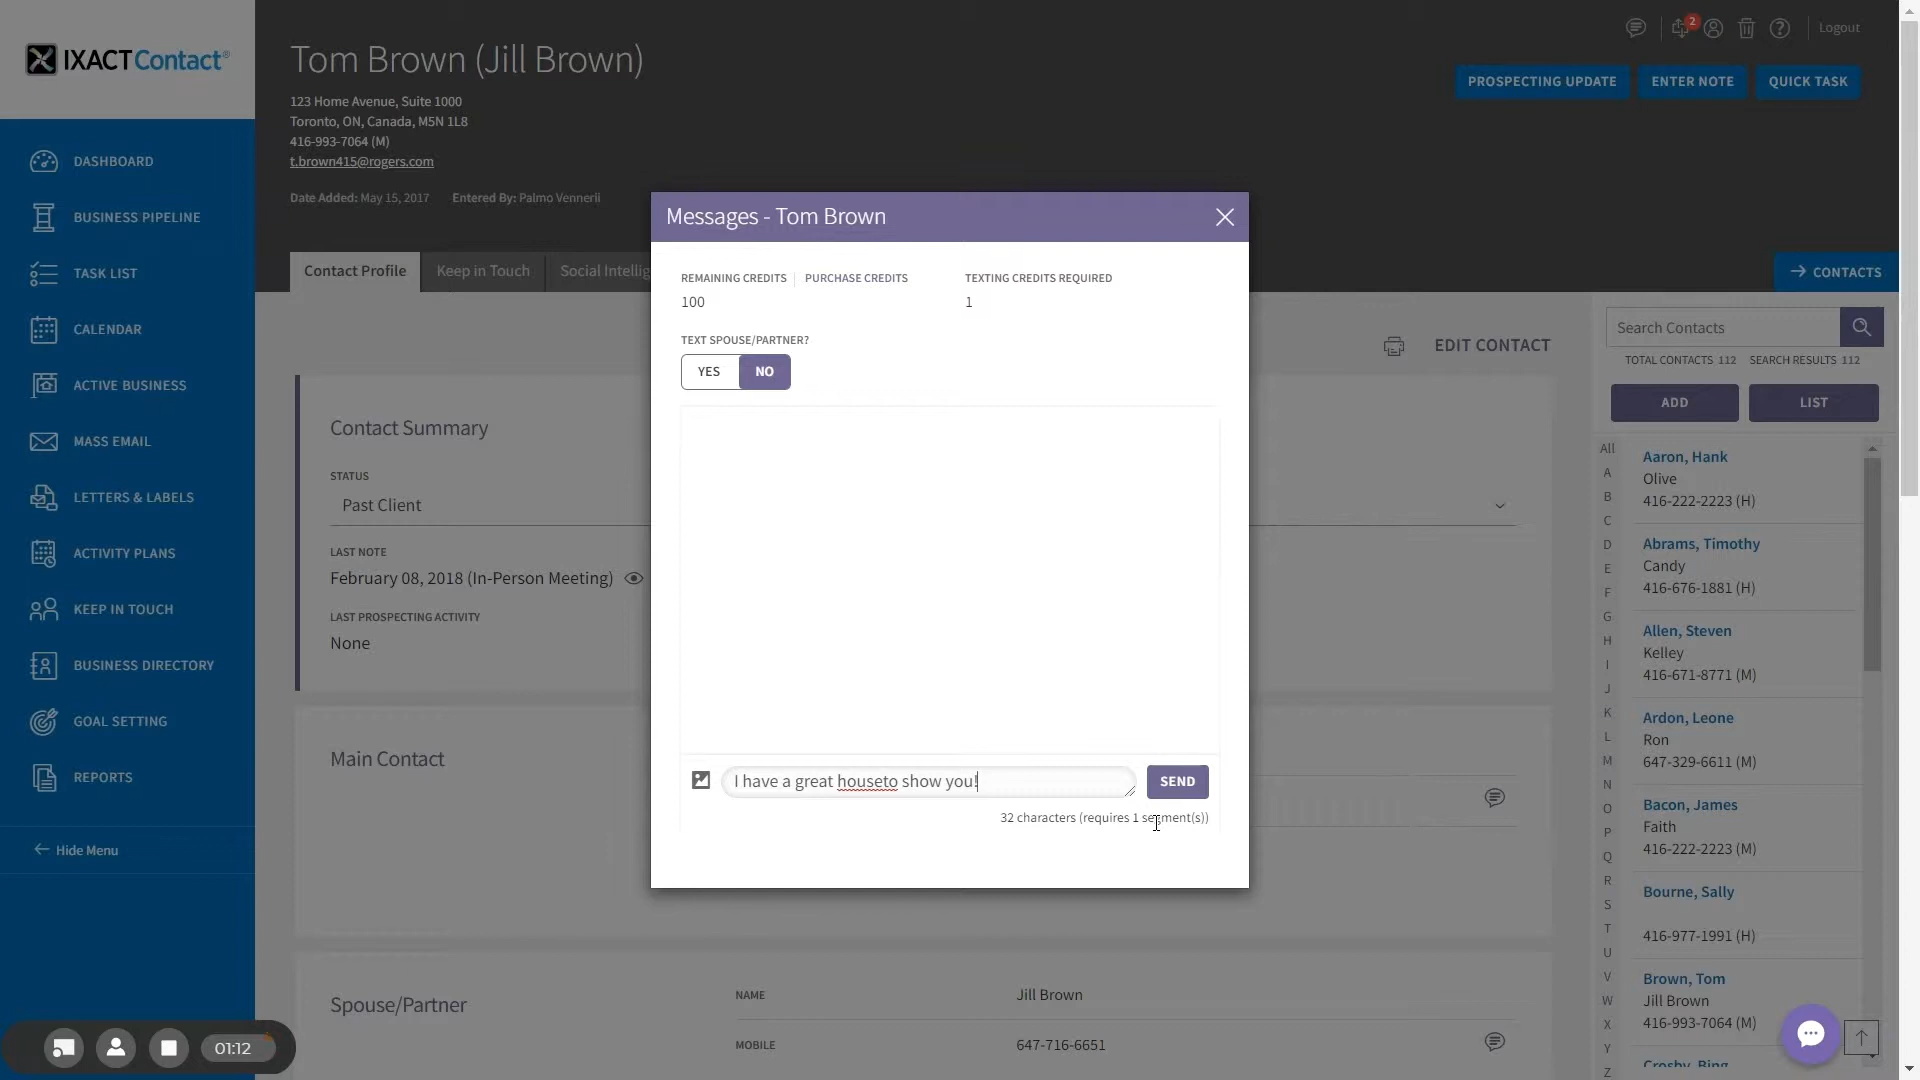 IXACTContact®
DASHBOARD
BUSINESS PIPELINE
TASK LIST
CALENDAR
ACTIVE BUSINESS
MASS EMAIL
LETTERS & LABELS
ACTIVITY PLANS
KEEP IN TOUCH
BUSINESS DIRECTORY
GOAL SETTING
REPORTS
Hide Menu
01:12
Tom Brown (Jill Brown)
123 Home Avenue, Suite 1000
Toronto, ON, Canada, M5N 1L8
416-993-7064 (M)
t.brown415@rogers.com
Date Added: May 15, 2017 Entered By: Palmo Vennerii
2
Logout
PROSPECTING UPDATE ENTER NOTE QUICK TASK
Contact Profile Keep in Touch Social Intellig
CONTACTS
EDIT CONTACT
Contact Summary
STATUS
Past Client
LAST NOTE
February 08, 2018 (In-Person Meeting)
LAST PROSPECTING ACTIVITY
None
Main Contact
Spouse/Partner
NAME Jill Brown
MOBILE 647-716-6651
Messages - Tom Brown
REMAINING CREDITS PURCHASE CREDITS TEXTING CREDITS REQUIRED
100 1
TEXT SPOUSE/PARTNER?
YES NO
I have a great houseto show you!
SEND
32 characters (requires 1 segment(s))
Search Contacts
TOTAL CONTACTS 112 SEARCH RESULTS 112
ADD LIST
All
A
B
C
D
E
F
G
H
I
J
K
L
M
N
O
P
Q
R
S
T
U
V
W
X
Y
Z
Aaron, Hank
Olive
416-222-2223 (H)
Abrams, Timothy
Candy
416-676-1881 (H)
Allen, Steven
Kelley
416-671-8771 (M)
Ardon, Leone
Ron
647-329-6611 (M)
Bacon, James
Faith
416-222-2223 (M)
Bourne, Sally
416-977-1991 (H)
Brown, Tom
Jill Brown
416-993-7064 (M)
Crosby, Bing